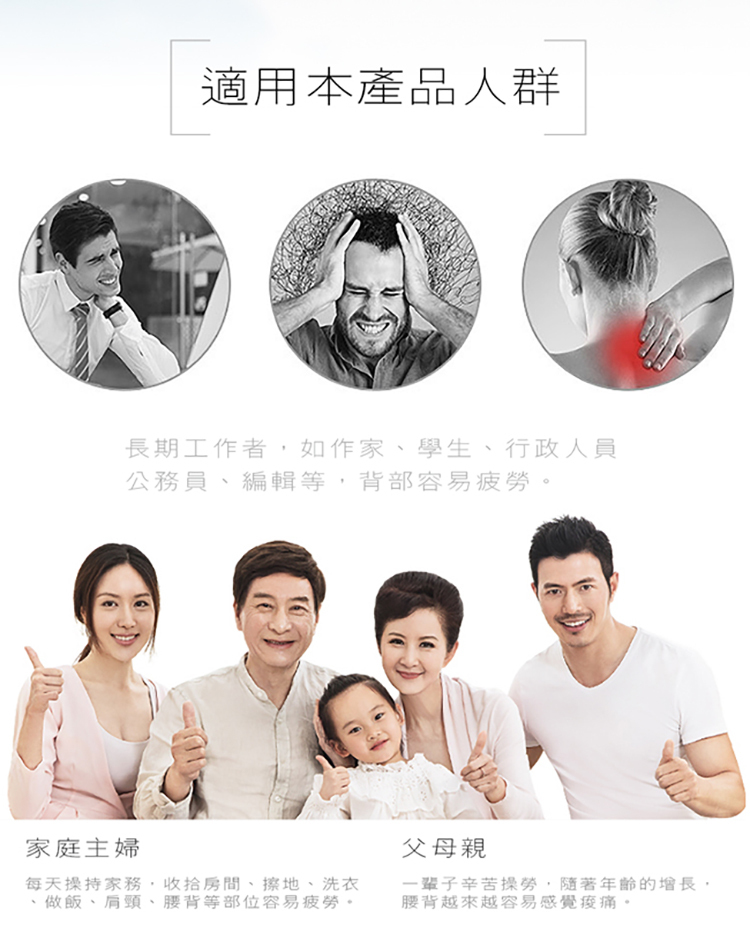 適用本產品人群
長期工作者，如作家、學生、行政人員
公務員、編輯等，背部容易疲勞。
家庭主婦
每天操持家務，收拾房間、擦地、洗衣
、做飯、肩頸、腰背等部位容易疲勞。
父母親
一輩子辛苦操勞，隨著年齡的增長，
腰背越來越容易感覺痠痛。